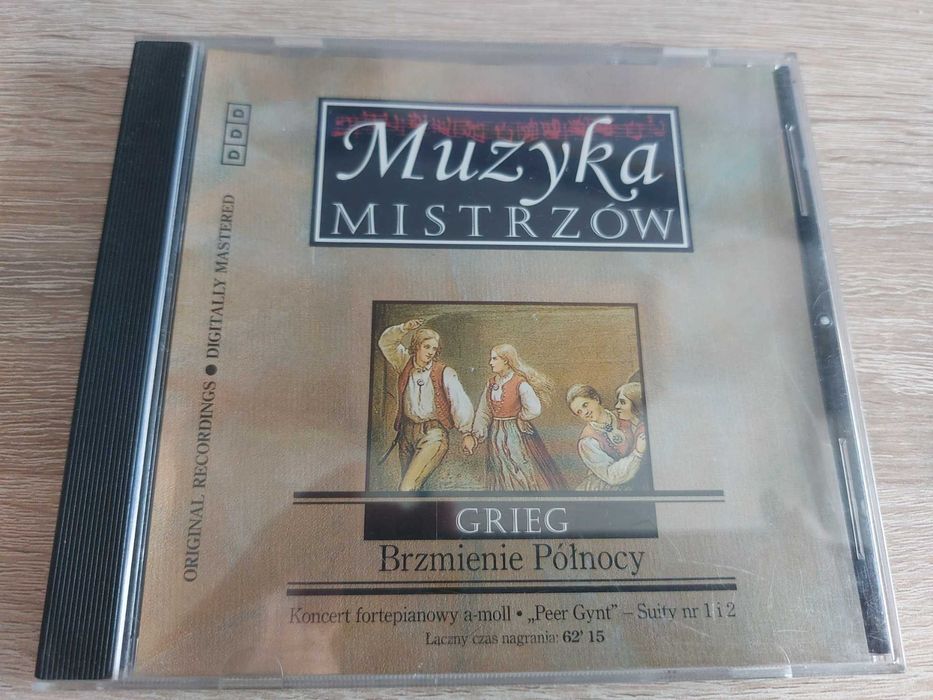 Muzyka
MISTRZÓW
DDD
ORIGINAL RECORDINGS • DIGITALLY MASTERED
GRIEG
Brzmienie Północy
Koncert fortepianowy a-moll • „Peer Gynt” – Suity nr 1 i 2
Łączny czas nagrania: 62' 15